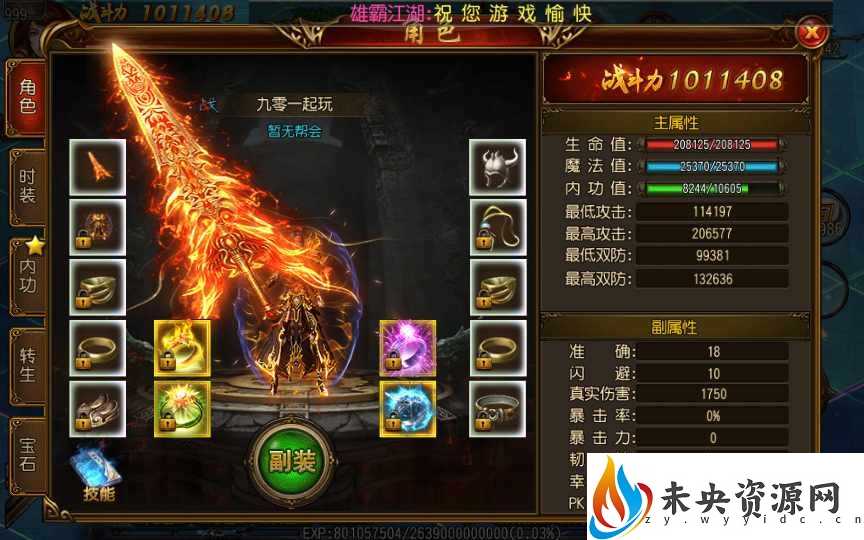 999
战斗力 1011408
雄霸江湖:祝您游戏愉快
角色
角色
时装
内功
转生
宝石
九零一起玩
暂无帮会
技能
副装
战斗力1011408
主属性
生命值: 208125/208125
魔法值: 25370/25370
内功值: 8244/10605
最低攻击: 114197
最高攻击: 206577
最低双防: 99381
最高双防: 132636
副属性
准确: 18
闪避: 10
真实伤害: 1750
暴击率: 0%
暴击力: 0
韧
幸
PK
EXP:801057504/2639000000000(0.03%)
未央资源网
zy.wyyidc.cn